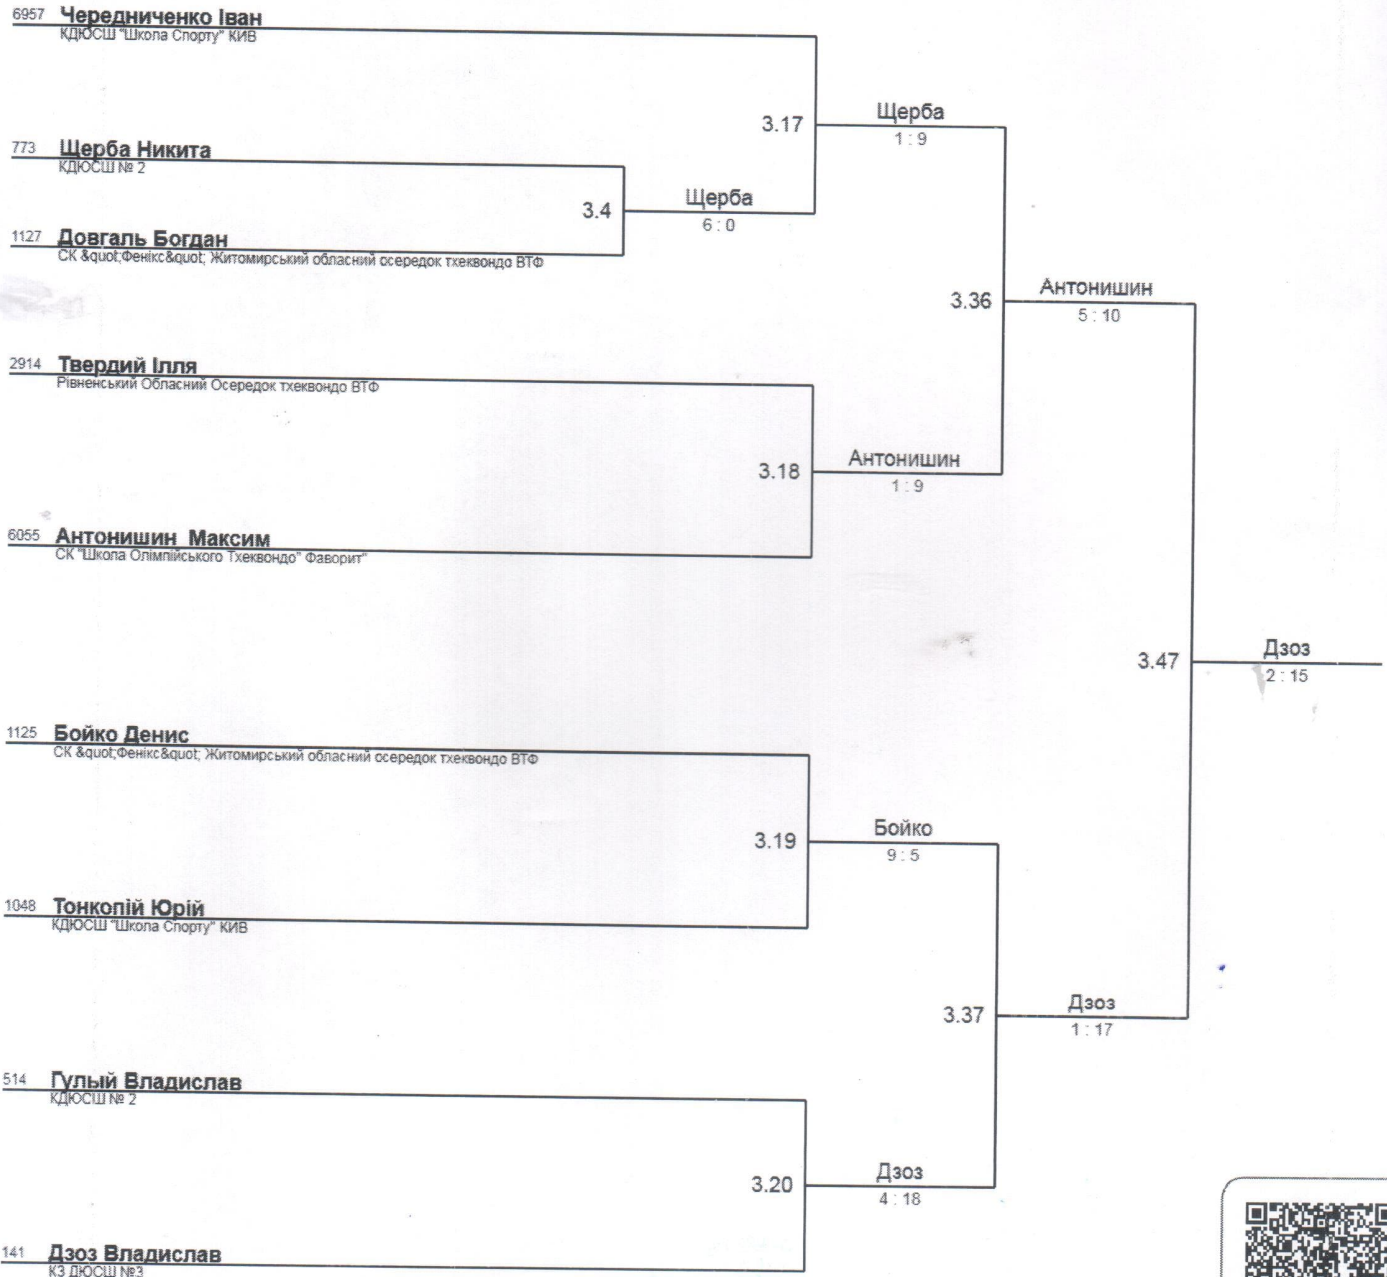 6957 Чередниченко Іван
КДЮСШ "Школа Спорту" КИВ
3.17
Щерба
1 : 9
773 Щерба Никита
КДЮСШ № 2
3.4
Щерба
6 : 0
1127 Довгаль Богдан
СК &quot;Фенікс&quot; Житомирський обласний осередок тхеквондо ВТФ
3.36
Антонишин
5 : 10
2914 Твердий Ілля
Рівненський Обласний Осередок тхеквондо ВТФ
3.18
Антонишин
1 : 9
6055 Антонишин Максим
СК "Школа Олімпійського Тхеквондо" Фаворит"
3.47
Дзоз
2 : 15
1125 Бойко Денис
СК &quot;Фенікс&quot; Житомирський обласний осередок тхеквондо ВТФ
3.19
Бойко
9 : 5
1048 Тонкопій Юрій
КДЮСШ "Школа Спорту" КИВ
3.37
Дзоз
1 : 17
514 Гулый Владислав
КДЮСШ № 2
3.20
Дзоз
4 : 18
141 Дзоз Владислав
КЗ ДЮСШ №3